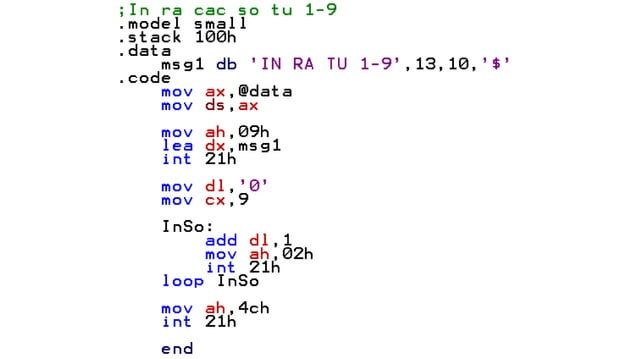 ;In ra cac so tu 1-9
.model small
.stack 100h
.data
msg1 db 'IN RA TU 1-9',13,10,'$'
.code
mov ax,@data
mov ds,ax
mov ah,09h
lea dx,msg1
int 21h
mov dl,'0'
mov cx,9
InSo:
add dl,1
mov ah,02h
int 21h
loop InSo
mov ah,4ch
int 21h
end